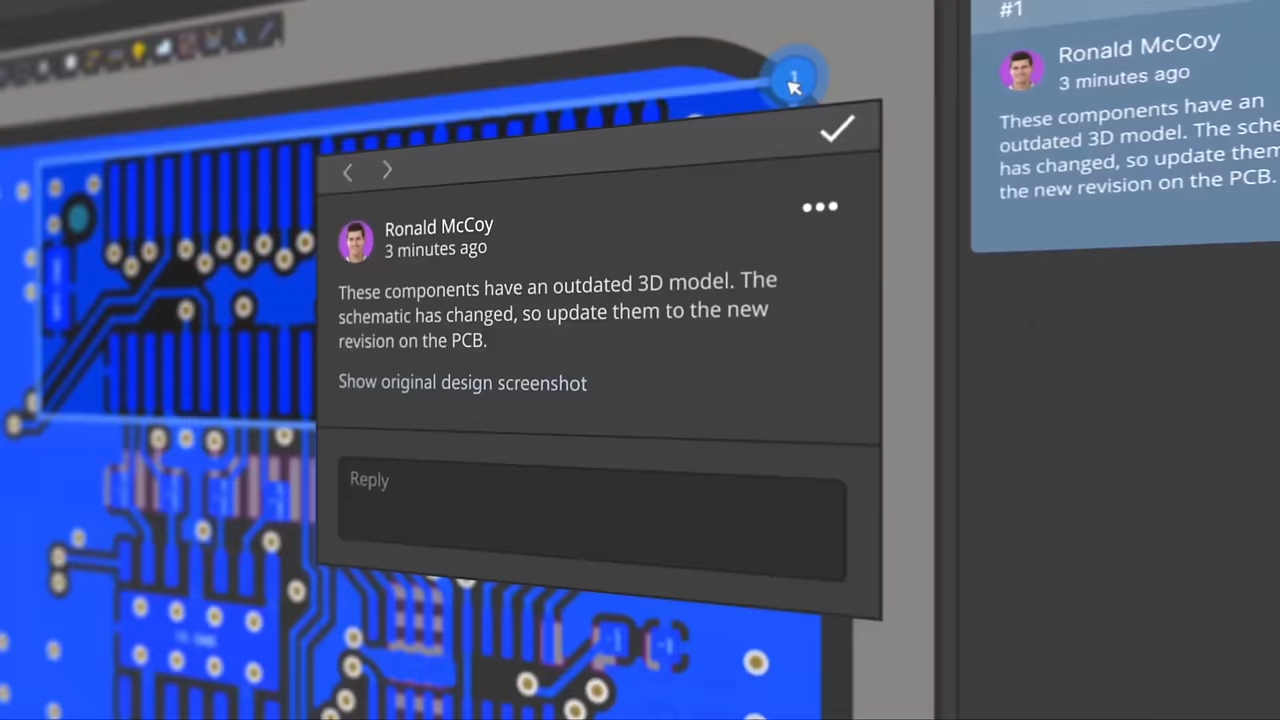 #1
Ronald McCoy
3 minutes ago
These components have an
outdated 3D model. The sche
has changed, so update them
the new revision on the PCB.
1
Ronald McCoy
3 minutes ago
These components have an outdated 3D model. The
schematic has changed, so update them to the new
revision on the PCB.
Show original design screenshot
Reply